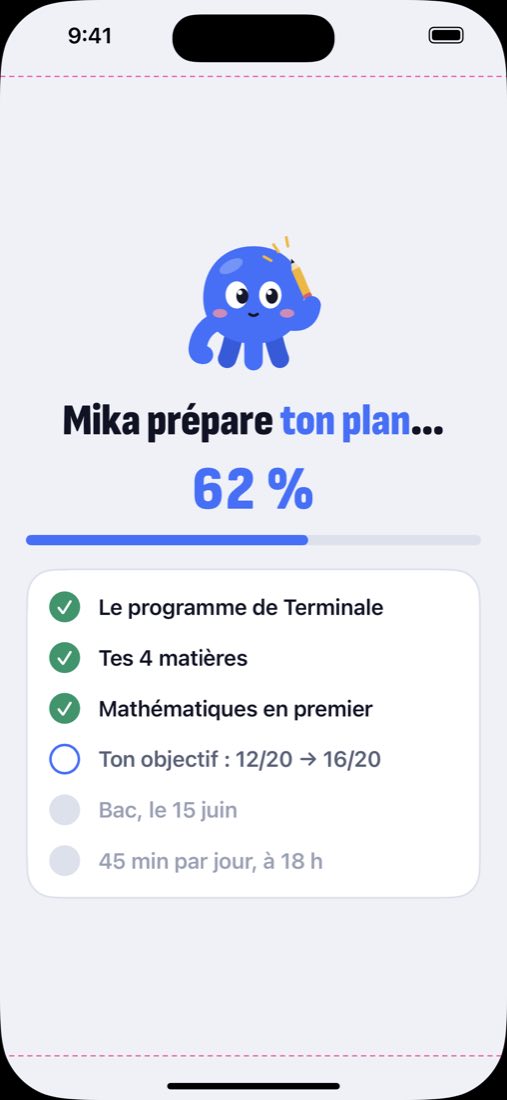 9:41
Mika prépare ton plan...
62 %
Le programme de Terminale
Tes 4 matières
Mathématiques en premier
Ton objectif : 12/20 → 16/20
Bac, le 15 juin
45 min par jour, à 18 h